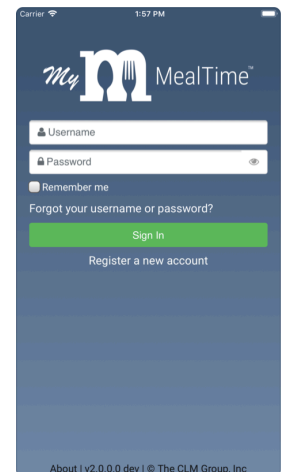 Carrier 1:57 PM
My m MealTime™
Username
Password
Remember me
Forgot your username or password?
Sign In
Register a new account
About | v2.0.0.0 dev | © The CLM Group, Inc